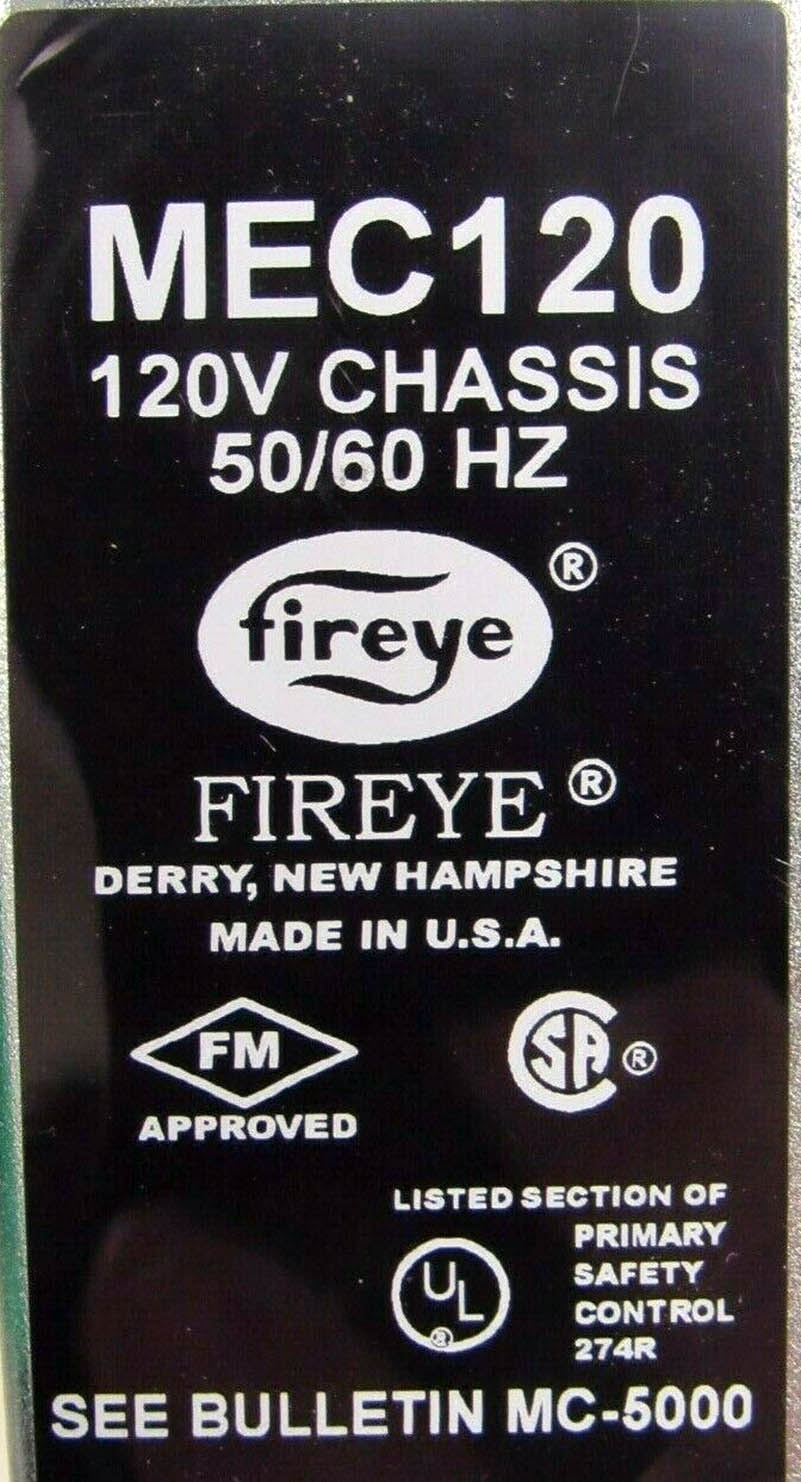 MEC120
120V CHASSIS
50/60 HZ
fireye ®
FIREYE ®
DERRY, NEW HAMPSHIRE
MADE IN U.S.A.
FM
APPROVED
CSA ®
LISTED SECTION OF
PRIMARY
SAFETY
CONTROL
274R
UL ®
SEE BULLETIN MC-5000